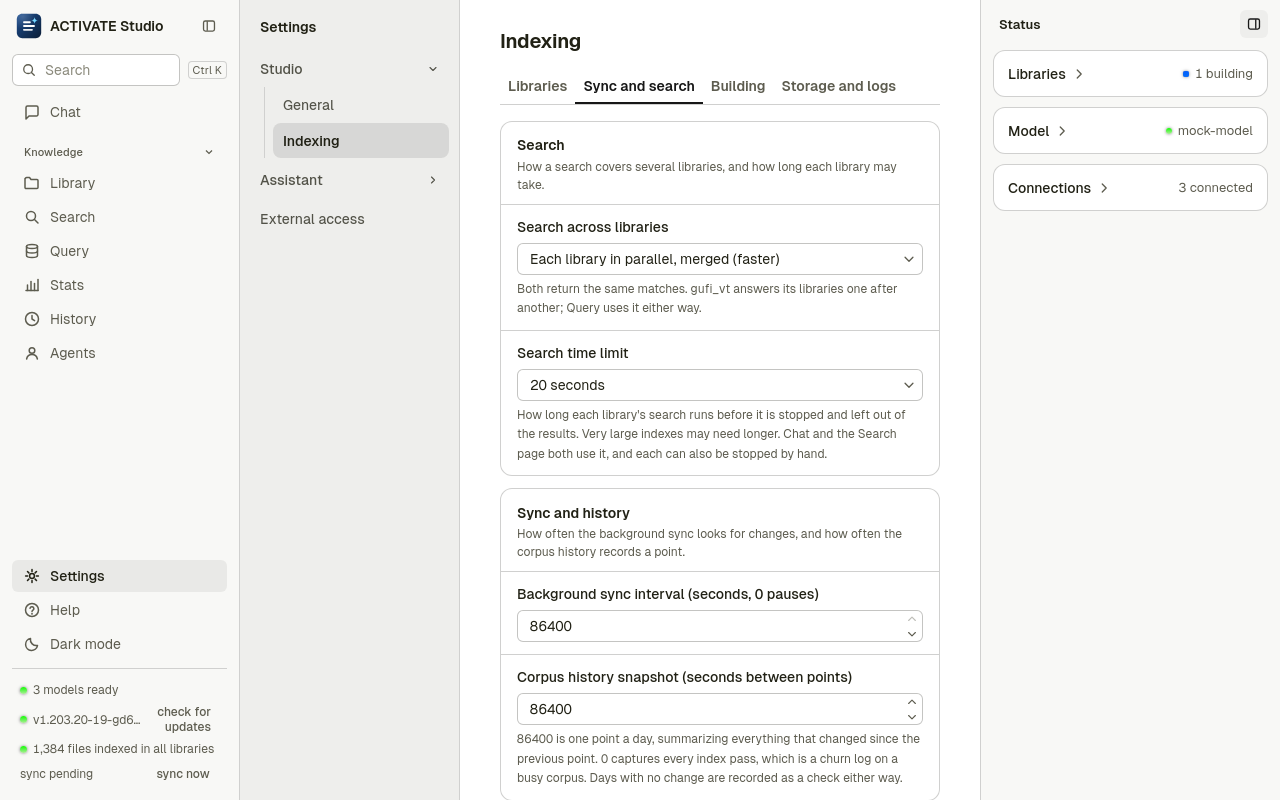 ACTIVATE Studio
Search
Ctrl K
Chat
Knowledge
Library
Search
Query
Stats
History
Agents
Settings
Help
Dark mode
3 models ready
v1.203.20-19-gd6...
check for
updates
1,384 files indexed in all libraries
sync pending
sync now
Settings
Studio
General
Indexing
Assistant
External access
Indexing
Libraries
Sync and search
Building
Storage and logs
Search
How a search covers several libraries, and how long each library may
take.
Search across libraries
Each library in parallel, merged (faster)
Both return the same matches. gufi_vt answers its libraries one after
another; Query uses it either way.
Search time limit
20 seconds
How long each library's search runs before it is stopped and left out of
the results. Very large indexes may need longer. Chat and the Search
page both use it, and each can also be stopped by hand.
Sync and history
How often the background sync looks for changes, and how often the
corpus history records a point.
Background sync interval (seconds, 0 pauses)
86400
Corpus history snapshot (seconds between points)
86400
86400 is one point a day, summarizing everything that changed since the
previous point. 0 captures every index pass, which is a churn log on a
busy corpus. Days with no change are recorded as a check either way.
Status
Libraries
1 building
Model
mock-model
Connections
3 connected